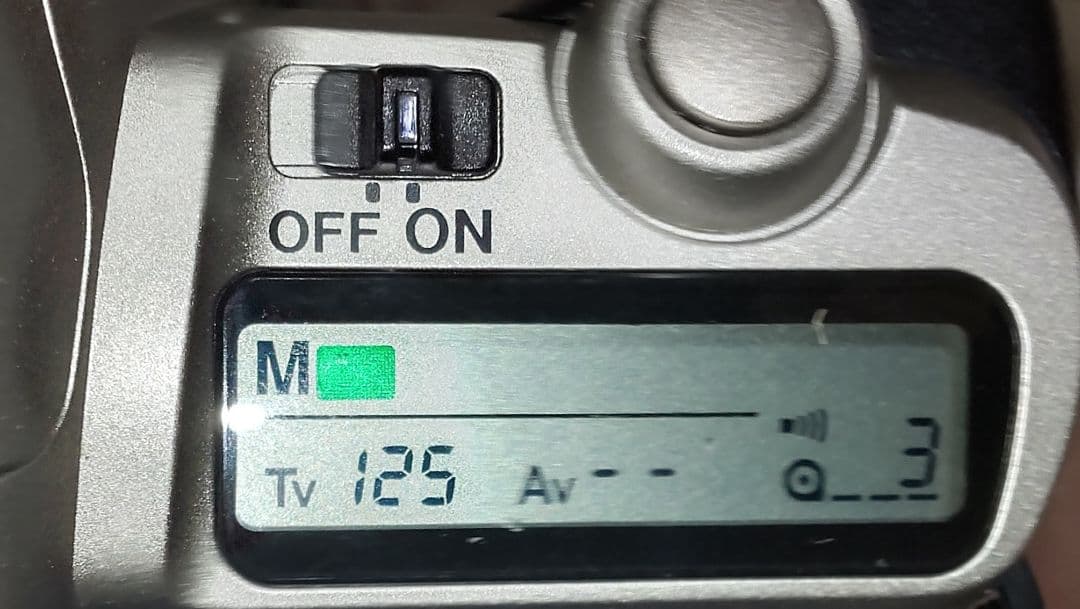 OFF ON
M
Tv 125 Av -- 3